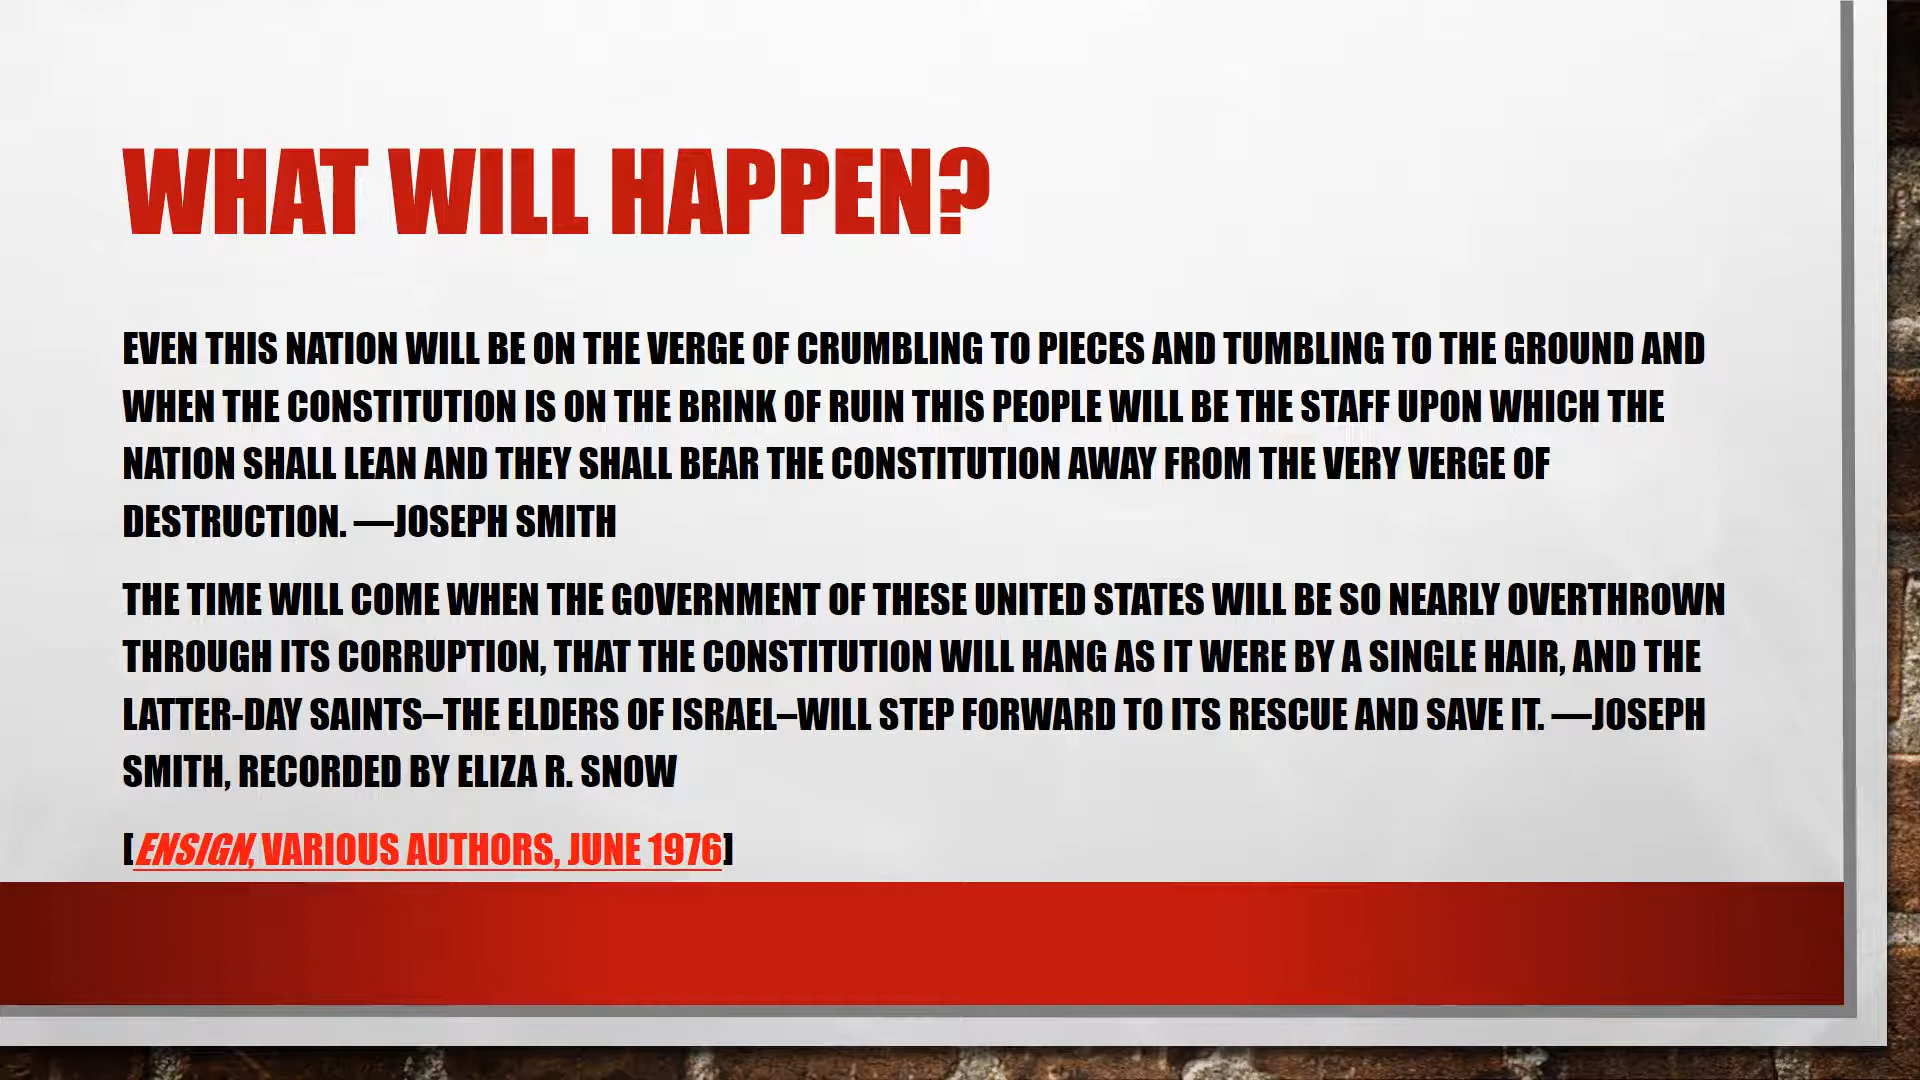 WHAT WILL HAPPEN?
EVEN THIS NATION WILL BE ON THE VERGE OF CRUMBLING TO PIECES AND TUMBLING TO THE GROUND AND
WHEN THE CONSTITUTION IS ON THE BRINK OF RUIN THIS PEOPLE WILL BE THE STAFF UPON WHICH THE
NATION SHALL LEAN AND THEY SHALL BEAR THE CONSTITUTION AWAY FROM THE VERY VERGE OF
DESTRUCTION. —JOSEPH SMITH
THE TIME WILL COME WHEN THE GOVERNMENT OF THESE UNITED STATES WILL BE SO NEARLY OVERTHROWN
THROUGH ITS CORRUPTION, THAT THE CONSTITUTION WILL HANG AS IT WERE BY A SINGLE HAIR, AND THE
LATTER-DAY SAINTS–THE ELDERS OF ISRAEL–WILL STEP FORWARD TO ITS RESCUE AND SAVE IT. —JOSEPH
SMITH, RECORDED BY ELIZA R. SNOW
[ENSIGN, VARIOUS AUTHORS, JUNE 1976]